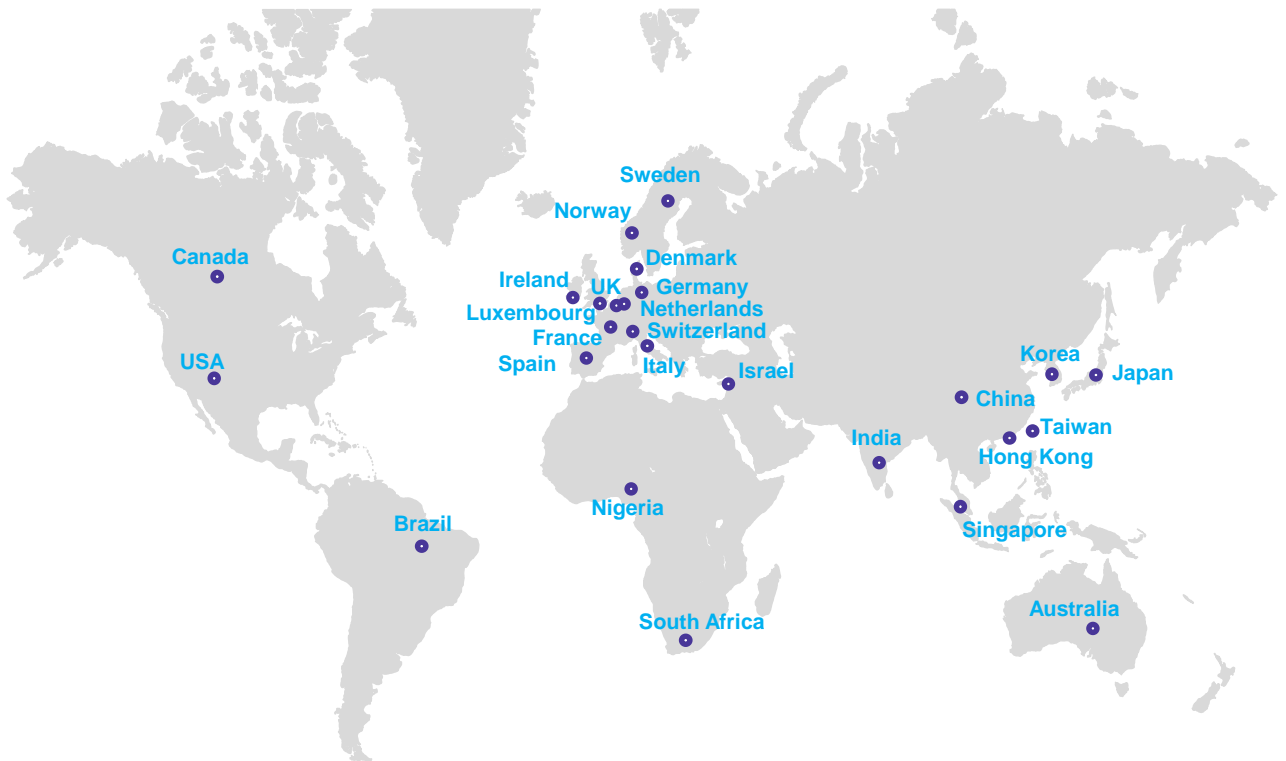 Sweden
Norway
Canada
Denmark
Ireland
UK
Germany
Luxembourg
Netherlands
France
Switzerland
USA
Spain
Italy
Israel
Korea
Japan
China
Taiwan
India
Hong Kong
Nigeria
Brazil
Singapore
Australia
South Africa